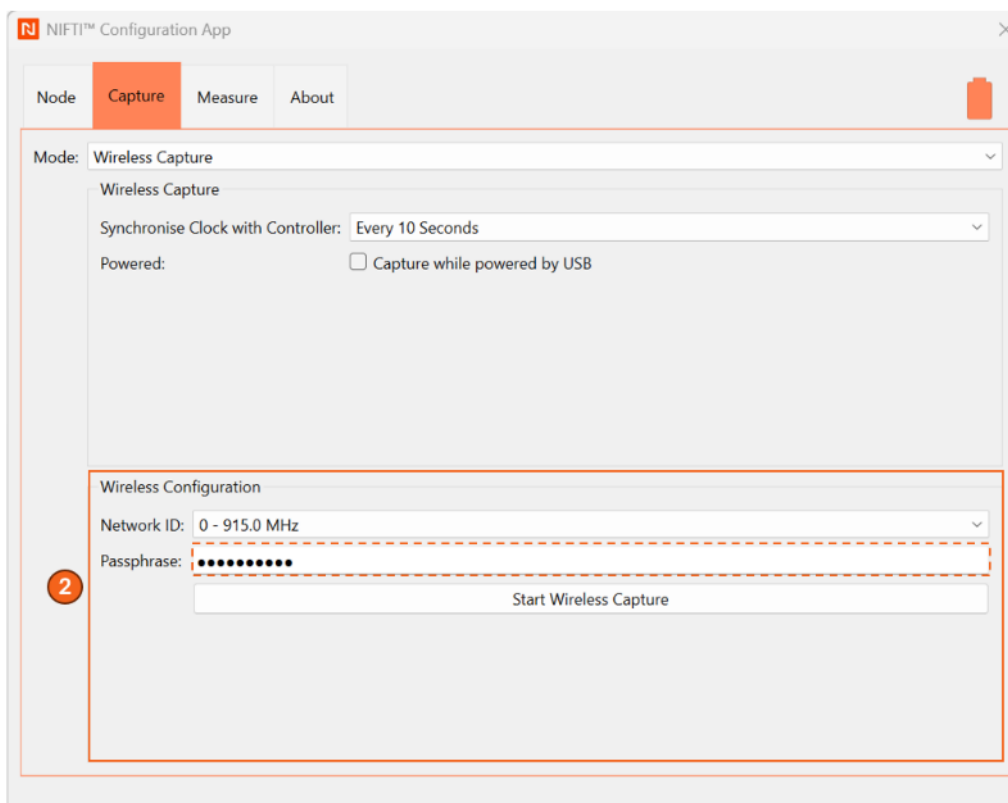 NIFTI™ Configuration App
Node Capture Measure About
Mode: Wireless Capture
Wireless Capture
Synchronise Clock with Controller: Every 10 Seconds
Powered: Capture while powered by USB
Wireless Configuration
Network ID: 0 - 915.0 MHz
Passphrase: ●●●●●●●●●●
2
Start Wireless Capture